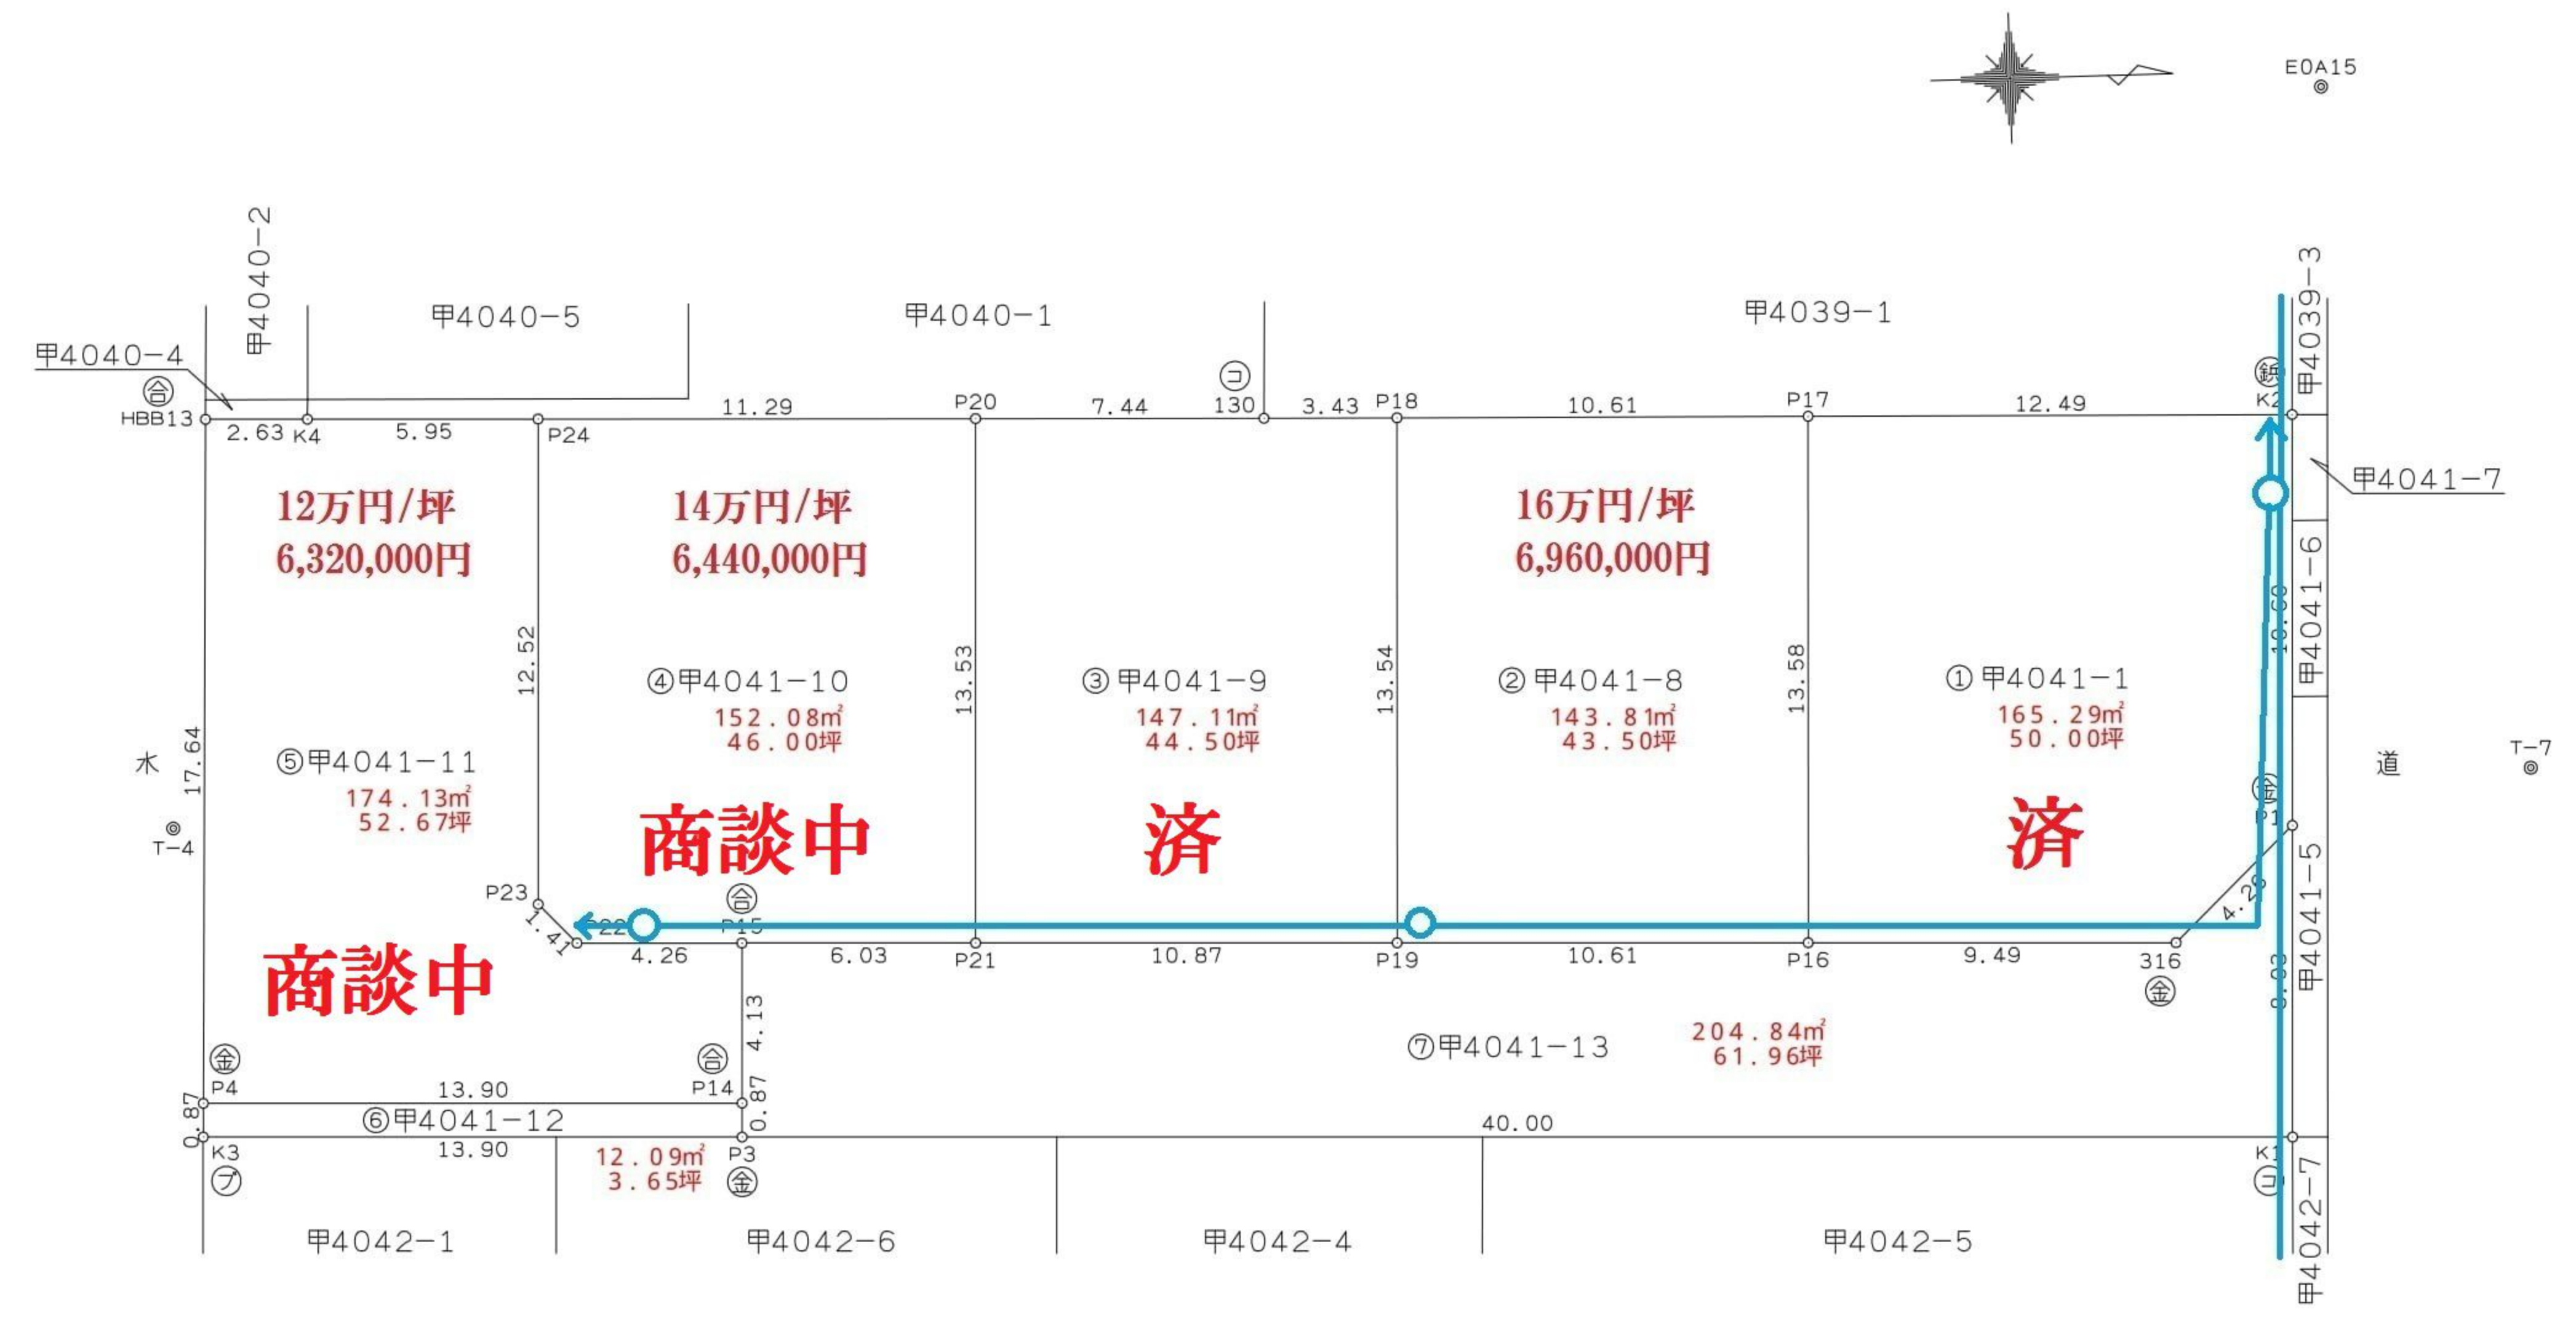 EOA15
甲4040-2
甲4040-5
甲4040-1
甲4039-1
甲4039-3
甲4040-4
合
HBB13
2.63
K4
5.95
P24
11.29
P20
7.44
コ
130
3.43
P18
10.61
P17
12.49
K2
甲4041-7
12万円/坪
6,320,000円
14万円/坪
6,440,000円
16万円/坪
6,960,000円
甲4041-6
12.52
13.53
13.54
13.58
④甲4041-10
152.08㎡
46.00坪
③甲4041-9
147.11㎡
44.50坪
②甲4041-8
143.81㎡
43.50坪
①甲4041-1
165.29㎡
50.00坪
水
17.64
⑤甲4041-11
174.13㎡
52.67坪
T-4
道
T-7
商談中
済
済
金
甲4041-5
P23
1.41
合
4.26
6.03
P21
10.87
P19
10.61
P16
9.49
316
金
商談中
4.13
⑦甲4041-13
204.84㎡
61.96坪
金
P4
13.90
合
P14
0.87
0.87
⑥甲4041-12
40.00
K3
プ
13.90
12.09㎡
3.65坪
P3
金
K1
コ
甲4042-7
甲4042-1
甲4042-6
甲4042-4
甲4042-5